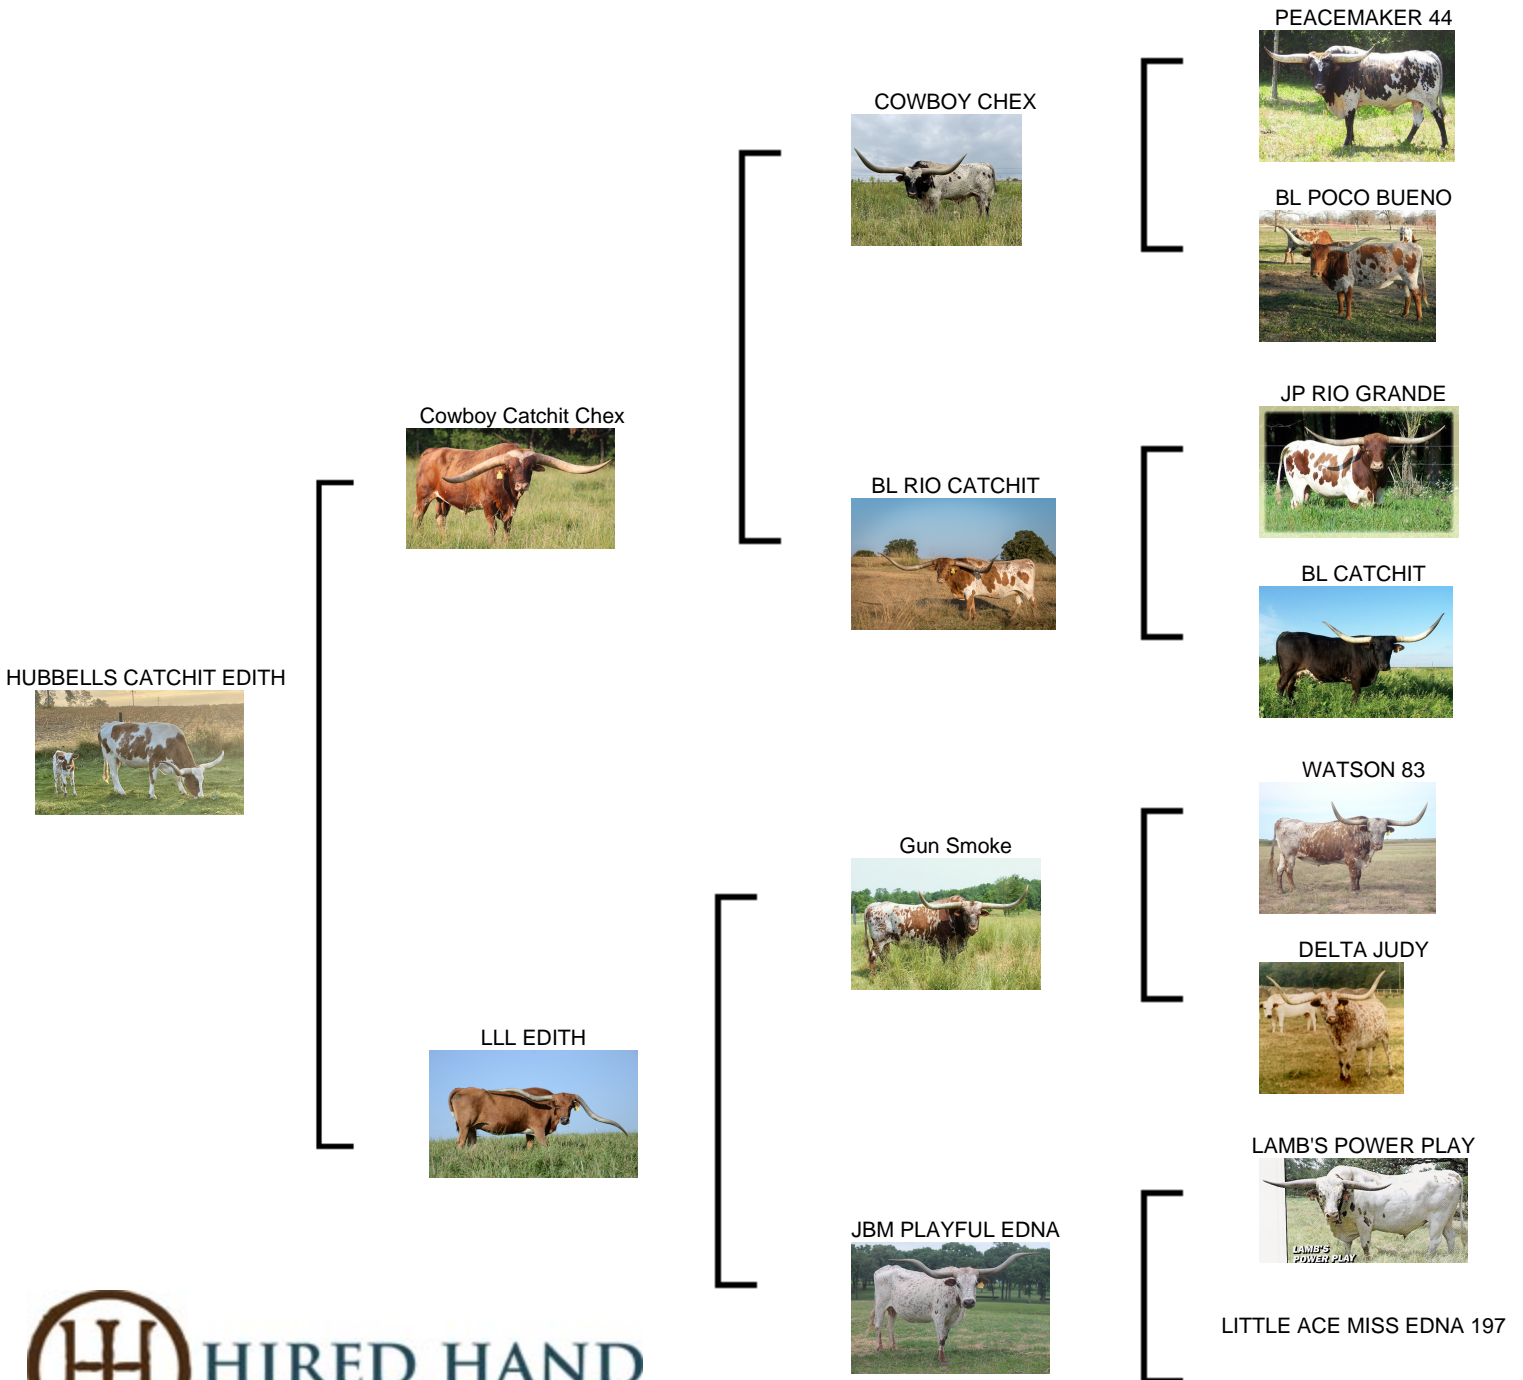 PEACEMAKER 44
COWBOY CHEX
BL POCO BUENO
JP RIO GRANDE
Cowboy Catchit Chex
BL RIO CATCHIT
BL CATCHIT
HUBBELLS CATCHIT EDITH
WATSON 83
Gun Smoke
DELTA JUDY
LLL EDITH
LAMB'S POWER PLAY
LAMB'S
POWER PLAY
JBM PLAYFUL EDNA
LITTLE ACE MISS EDNA 197
HIRED HAND